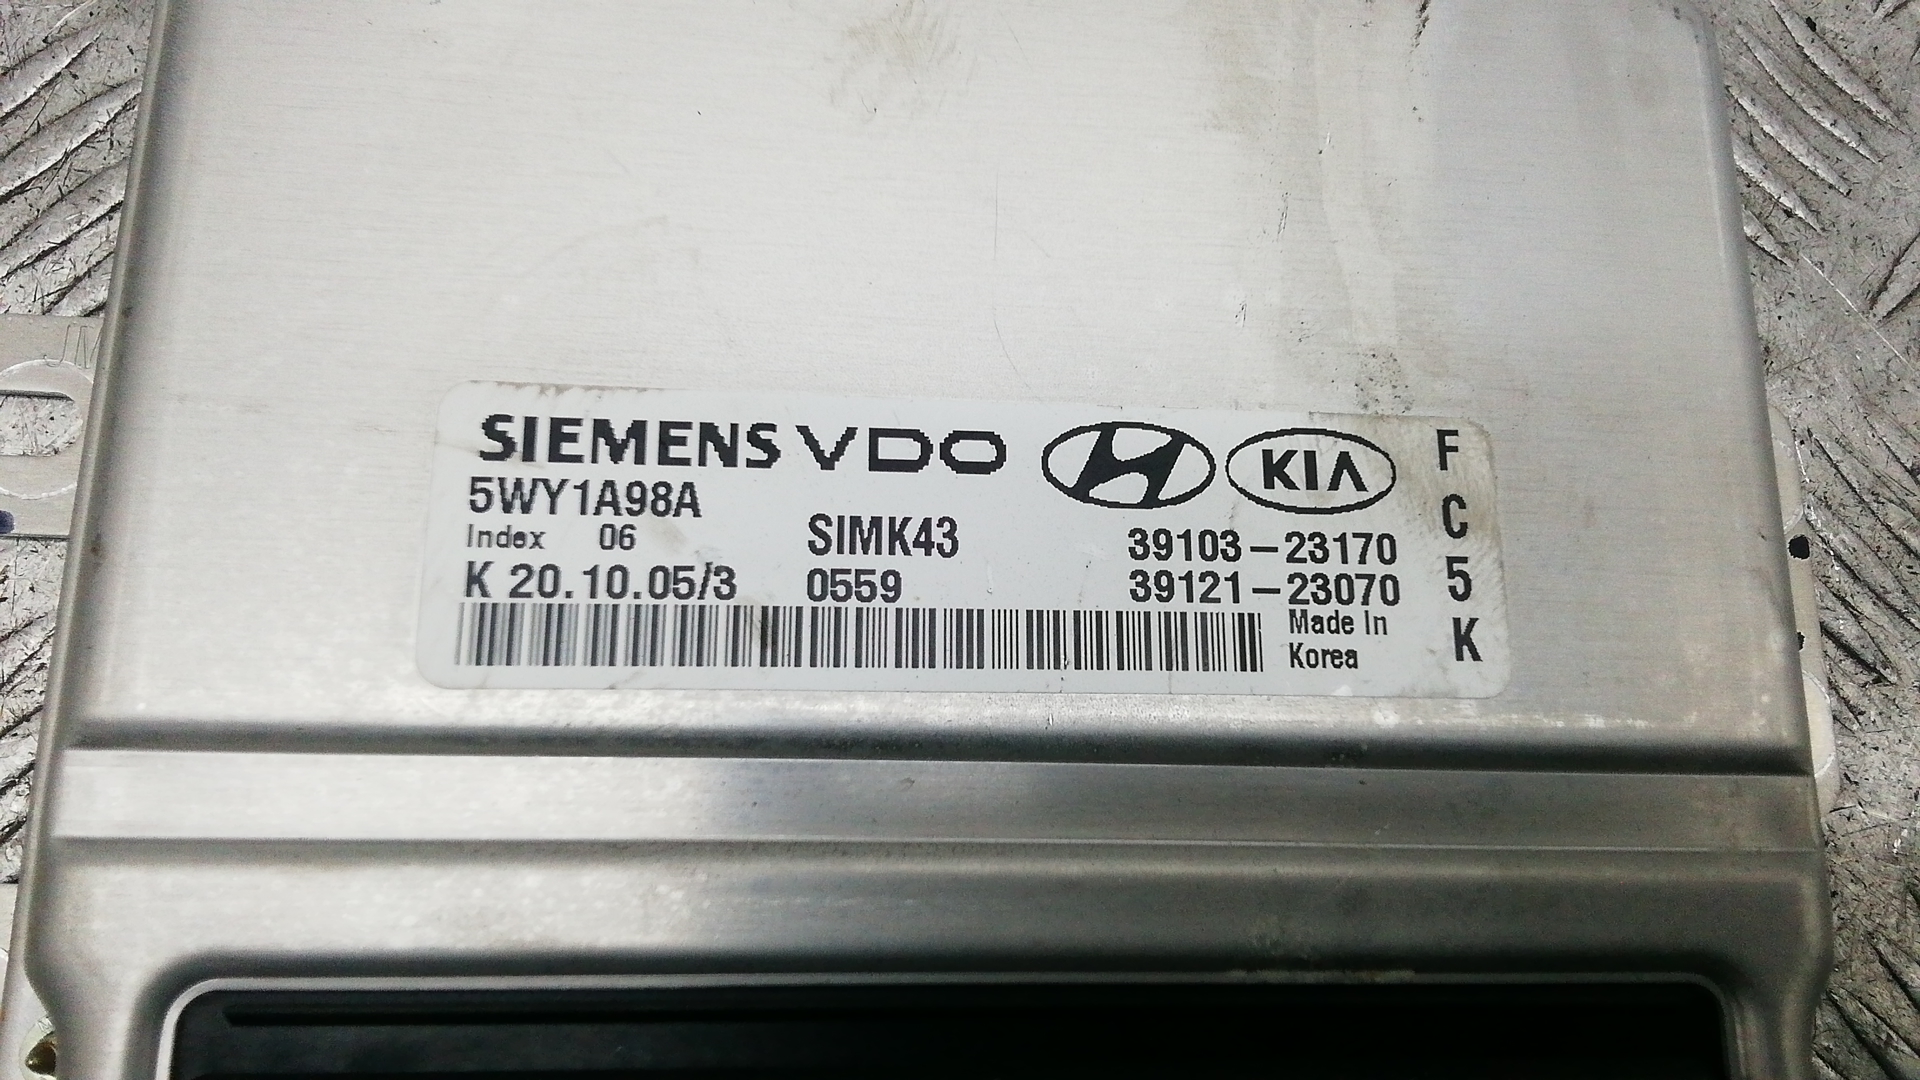 SIEMENS VDO KIA
5WY1A98A
Index 06 SIMK43 39103-23170
K 20.10.05/3 0559 39121-23070
Made In
Korea
F
C
5
K